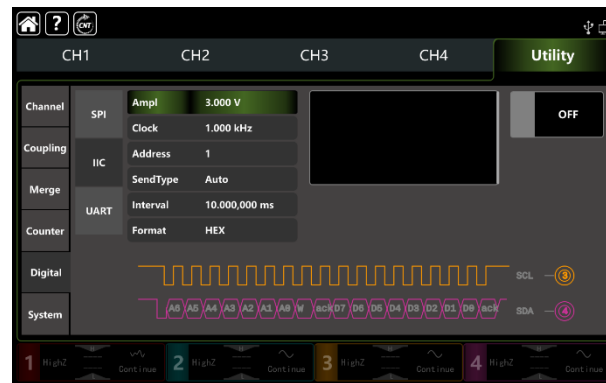 ? CNT
CH1 CH2 CH3 CH4 Utility
Channel
Coupling
Merge
Counter
Digital
System
SPI
IIC
UART
Ampl 3.000 V
Clock 1.000 kHz
Address 1
SendType Auto
Interval 10.000,000 ms
Format HEX
OFF
SCL 3
A6 A5 A4 A3 A2 A1 A0 W ack D7 D6 D5 D4 D3 D2 D1 D0 ack SDA 4
1 HighZ Continue 2 HighZ Continue 3 HighZ Continue 4 HighZ Continue